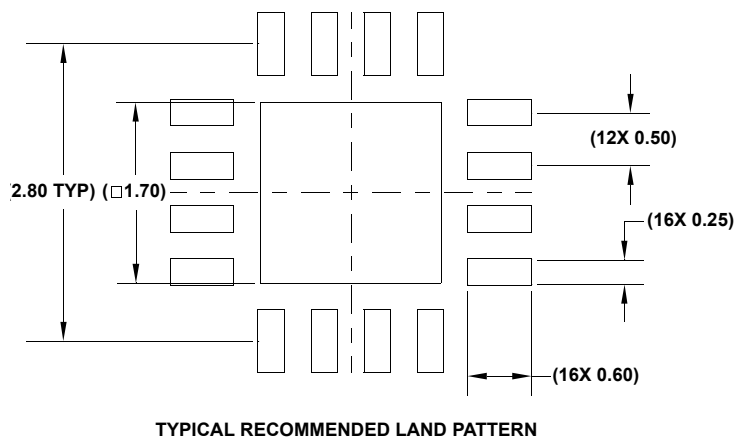 (12X 0.50)
(2.80 TYP) (□1.70)
(16X 0.25)
(16X 0.60)
TYPICAL RECOMMENDED LAND PATTERN